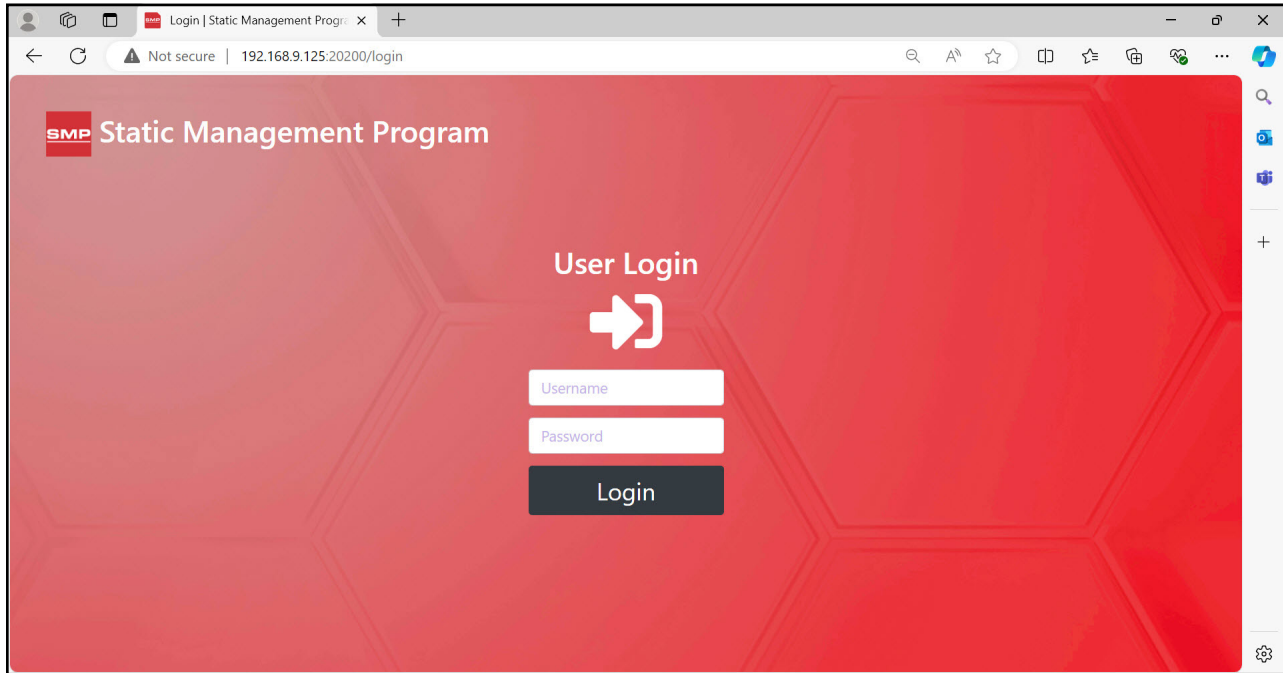 Login | Static Management Progra
Not secure | 192.168.9.125:20200/login
SMP Static Management Program
User Login
Username
Password
Login